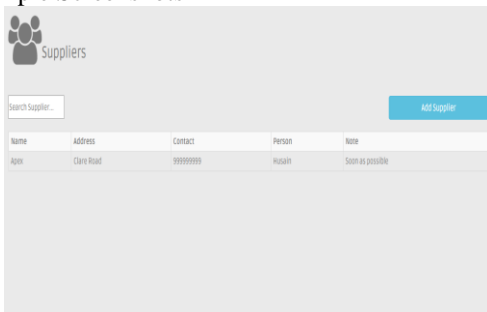 Suppliers
Search Supplier...
Add Supplier
Name Address Contact Person Note
Apex Clare Road 999999999 Husain Soon as possible